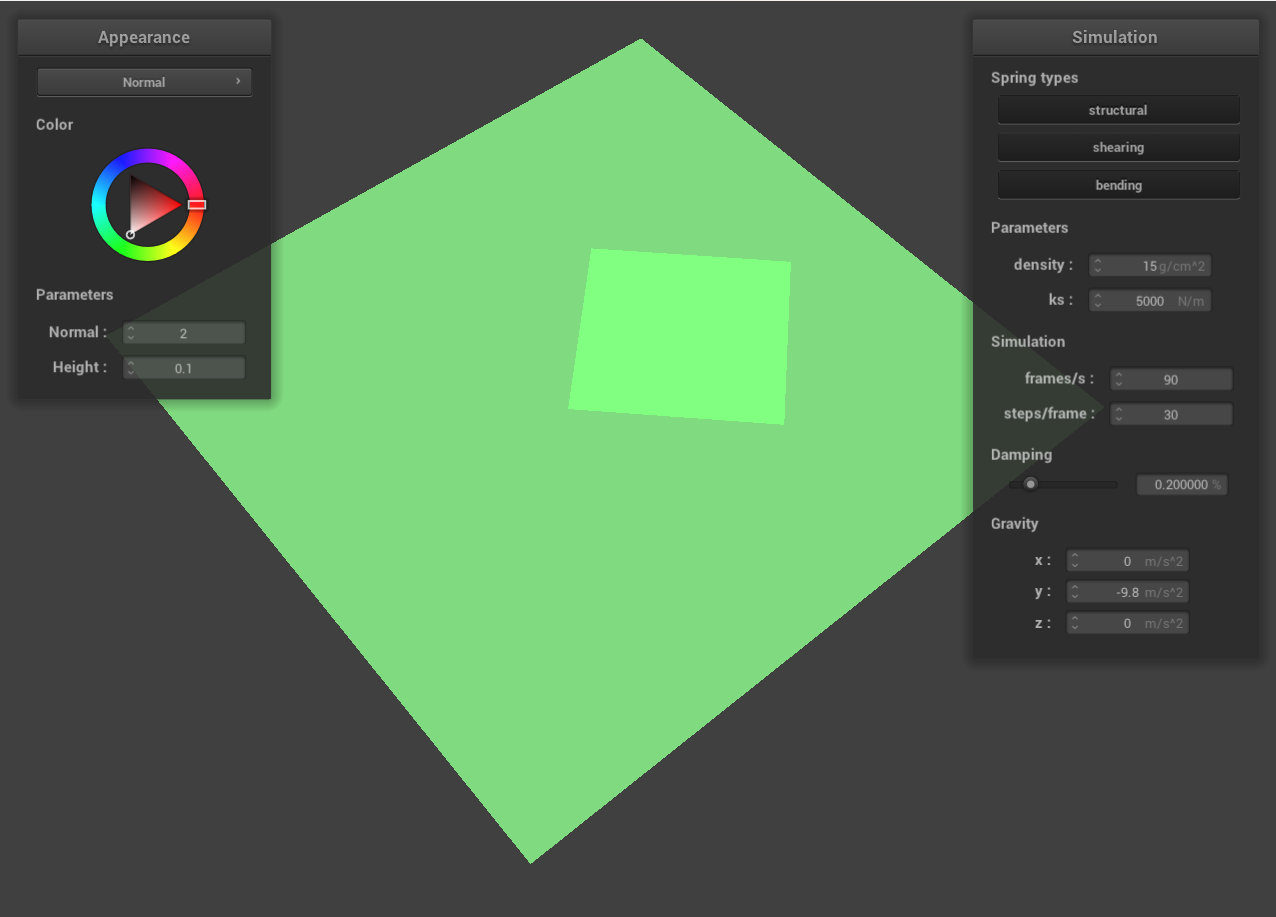 Appearance
Normal
Color
Parameters
Normal : 2
Height : 0.1
Simulation
Spring types
structural
shearing
bending
Parameters
density : 15 g/cm^2
ks : 5000 N/m
Simulation
frames/s : 90
steps/frame : 30
Damping
0.200000 %
Gravity
x : 0 m/s^2
y : -9.8 m/s^2
z : 0 m/s^2